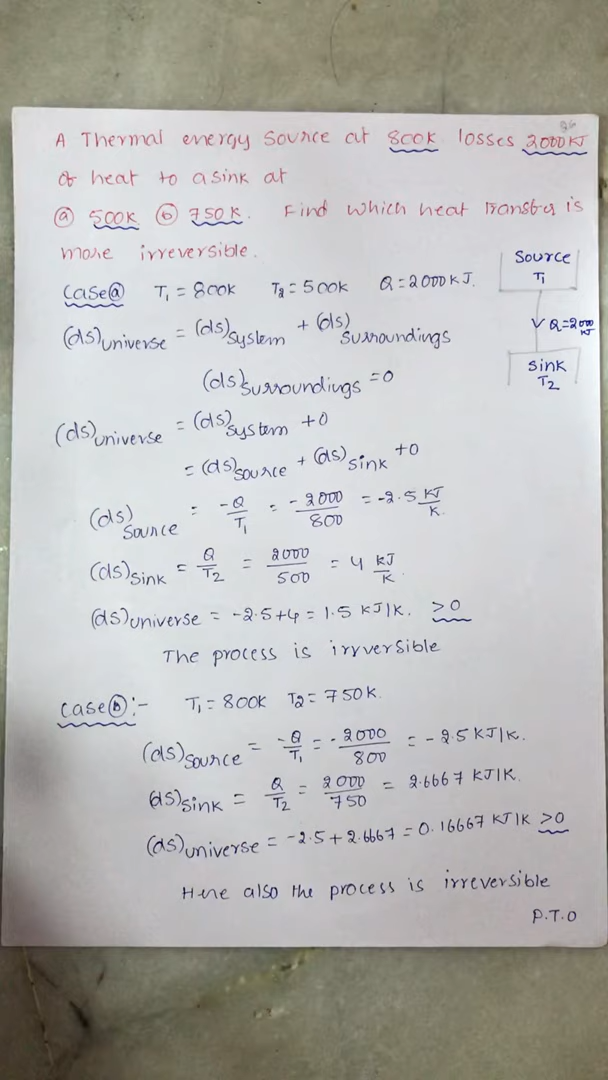 86
A Thermal energy source at 800K losses 2000KJ
of heat to a sink at
ⓐ 500K ⓑ 750K. Find which heat transfer is
more irreversible.
Source
T₁
Q=2000
KJ
sink
T₂
Caseⓐ T₁ = 800K T₂ = 500K Q = 2000KJ.
(ds)universe = (ds)system + (ds)surroundings
(ds)surroundings = 0
(ds)universe = (ds)system + 0
= (ds)source + (ds)sink + 0
(ds)source = -Q/T₁ = -2000/800 = -2.5 KJ/K.
(ds)sink = Q/T₂ = 2000/500 = 4 KJ/K.
(ds)universe = -2.5+4 = 1.5 KJ/K. >0
The process is irrversible
Caseⓑ:- T₁ = 800K T₂ = 750K.
(ds)source = -Q/T₁ = -2000/800 = -2.5 KJ/K.
(ds)sink = Q/T₂ = 2000/750 = 2.6667 KJ/K.
(ds)universe = -2.5+2.6667 = 0.16667 KJ/K >0
Here also the process is irreversible
P.T.O